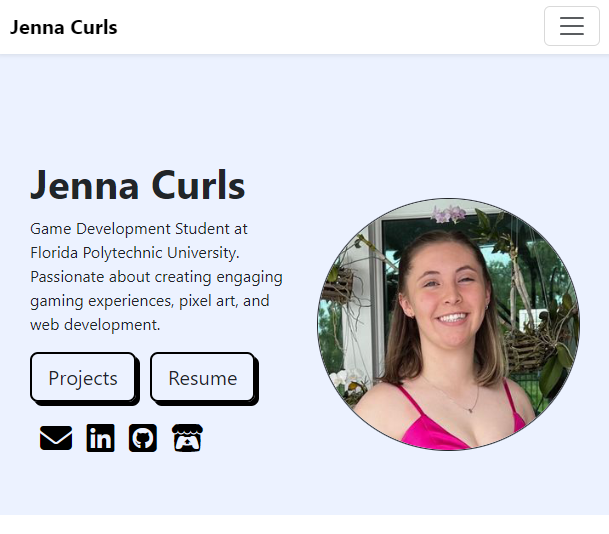 Jenna Curls
Jenna Curls
Game Development Student at
Florida Polytechnic University.
Passionate about creating engaging
gaming experiences, pixel art, and
web development.
Projects
Resume
in